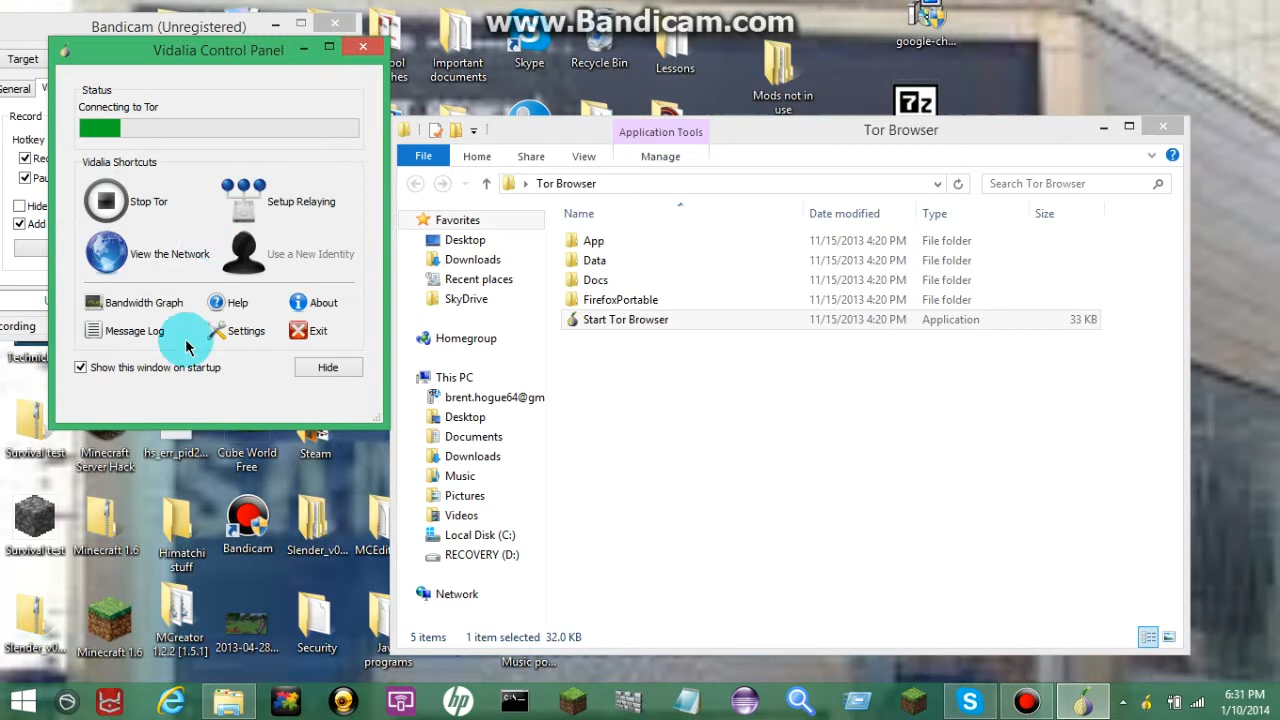 www.Bandicam.com
Bandicam (Unregistered)
Target
Record
Hotkey
Hide
Add
Vidalia Control Panel
Status
Connecting to Tor
Vidalia Shortcuts
Stop Tor
Setup Relaying
View the Network
Use a New Identity
Bandwidth Graph
Help
About
Message Log
Settings
Exit
Show this window on startup
Hide
Important
documents
Skype
Recycle Bin
Lessons
Mods not in
use
google-ch...
7z
Application Tools
Tor Browser
File
Home
Share
View
Manage
Tor Browser
Search Tor Browser
Name
Date modified
Type
Size
Favorites
Desktop
Downloads
Recent places
SkyDrive
Homegroup
This PC
brent.hogue64@gm
Desktop
Documents
Downloads
Music
Pictures
Videos
Local Disk (C:)
RECOVERY (D:)
Network
App 11/15/2013 4:20 PM File folder
Data 11/15/2013 4:20 PM File folder
Docs 11/15/2013 4:20 PM File folder
FirefoxPortable 11/15/2013 4:20 PM File folder
Start Tor Browser 11/15/2013 4:20 PM Application 33 KB
5 items 1 item selected 32.0 KB
Survival test
Minecraft
Server Hack
hs_err_pid2...
Cube World
Free
Steam
Survival test
Minecraft 1.6
Himatchi
stuff
Bandicam
Slender_v0...
MCEdit
Slender_v0...
Minecraft 1.6
MCreator
1.2.2 [1.5.1]
2013-04-28...
Security
programs
Music po...
6:31 PM
1/10/2014